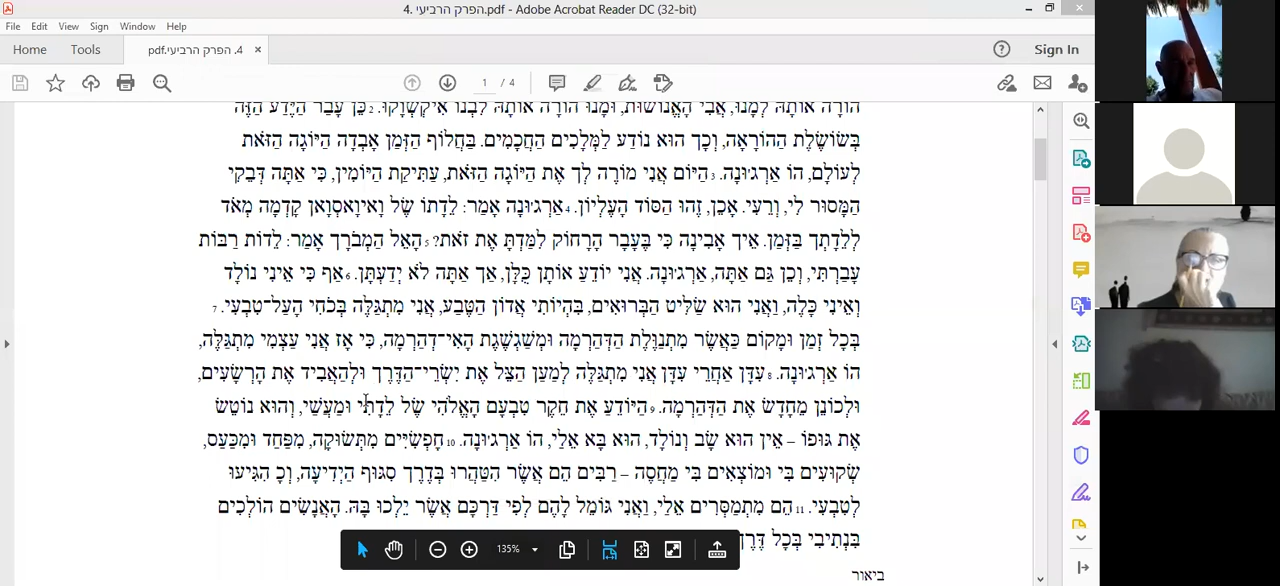 4. הפרק הרביעי.pdf - Adobe Acrobat Reader DC (32-bit)
File Edit View Sign Window Help
Home Tools 4. הפרק הרביעי.pdf × Sign In
1 / 4
הוֹרָה אוֹתָהּ לְמָנוּ, אֲבִי הָאֱנוֹשׁוּת, וּמָנוּ הוֹרָה אוֹתָהּ לִבְנוֹ אִיקְשְׁוָקוּ. 2 כֵּן עָבַר הַיֶּדַע הַזֶּה
בְּשׁוֹשֶׁלֶת הַהוֹרָאָה, וְכָךְ הוּא נוֹדַע לַמְּלָכִים הַחֲכָמִים. בַּחֲלוֹף הַזְּמַן אָבְדָה הַיּוֹגָה הַזֹּאת
לְעוֹלָם, הוֹ אַרְג'וּנָה. 3 הַיּוֹם אֲנִי מוֹרֶה לְךָ אֶת הַיּוֹגָה הַזֹּאת, עַתִּיקַת הַיּוֹמִין, כִּי אַתָּה דְּבֵקִי
הַמָּסוּר לִי, וְרֵעִי. אָכֵן, זֶהוּ הַסּוֹד הָעֶלְיוֹן. 4 אַרְג'וּנָה אָמַר: לֵדָתוֹ שֶׁל וָאיוַאסְוָאן קָדְמָה מְאֹד
לְלֵדָתְךָ בַּזְּמַן. אֵיךְ אָבִינָה כִּי בֶּעָבָר הָרָחוֹק לִמַּדְתָּ אֶת זֹאת? 5 הָאֵל הַמְבֹרָךְ אָמַר: לֵדוֹת רַבּוֹת
עָבַרְתִּי, וְכֵן גַּם אַתָּה, אַרְג'וּנָה. אֲנִי יוֹדֵעַ אוֹתָן כֻּלָּן, אַךְ אַתָּה לֹא יְדַעְתָּן. 6 אַף כִּי אֵינִי נוֹלָד
וְאֵינִי כָּלֶה, וַאֲנִי הוּא שַׁלִּיט הַבְּרוּאִים, בִּהְיוֹתִי אֲדוֹן הַטֶּבַע, אֲנִי מִתְגַּלֶּה בְּכֹחִי הָעַל־טִבְעִי. 7
בְּכָל זְמַן וּמָקוֹם כַּאֲשֶׁר מִתְנַוֶּלֶת הַדְּהַרְמָה וּמְשַׂגְשֶׂגֶת הָאִי־דְהַרְמָה, כִּי אָז אֲנִי עַצְמִי מִתְגַּלֶּה,
הוֹ אַרְג'וּנָה. 8 עִדָּן אַחֲרֵי עִדָּן אֲנִי מִתְגַּלֶּה לְמַעַן הַצֵּל אֶת יִשְׁרֵי־הַדֶּרֶךְ וּלְהַאֲבִיד אֶת הָרְשָׁעִים,
וּלְכוֹנֵן מֵחָדָשׁ אֶת הַדְּהַרְמָה. 9 הַיּוֹדֵעַ אֶת חֵקֶר טִבְעָם הָאֱלֹהִי שֶׁל לֵדָתִי וּמַעֲשַׂי, וְהוּא נוֹטֵשׁ
אֶת גּוּפוֹ – אֵין הוּא שָׁב וְנוֹלָד, הוּא בָּא אֵלַי, הוֹ אַרְג'וּנָה. 10 חָפְשִׁיִּים מִתְּשׁוּקָה, מִפַּחַד וּמִכַּעַס,
שְׁקוּעִים בִּי וּמוֹצְאִים בִּי מַחֲסֶה – רַבִּים הֵם אֲשֶׁר הִטַּהֲרוּ בְּדֶרֶךְ סִגּוּף הַיְדִיעָה, וְכָ הִגִּיעוּ
לְטִבְעִי. 11 הֵם מִתְמַסְּרִים אֵלַי, וַאֲנִי גּוֹמֵל לָהֶם לְפִי דַּרְכָּם אֲשֶׁר יֵלְכוּ בָּהּ. הָאֲנָשִׁים הוֹלְכִים
בִּנְתִיבִי בְּכָל דֶּרֶךְ
135%
ביאור